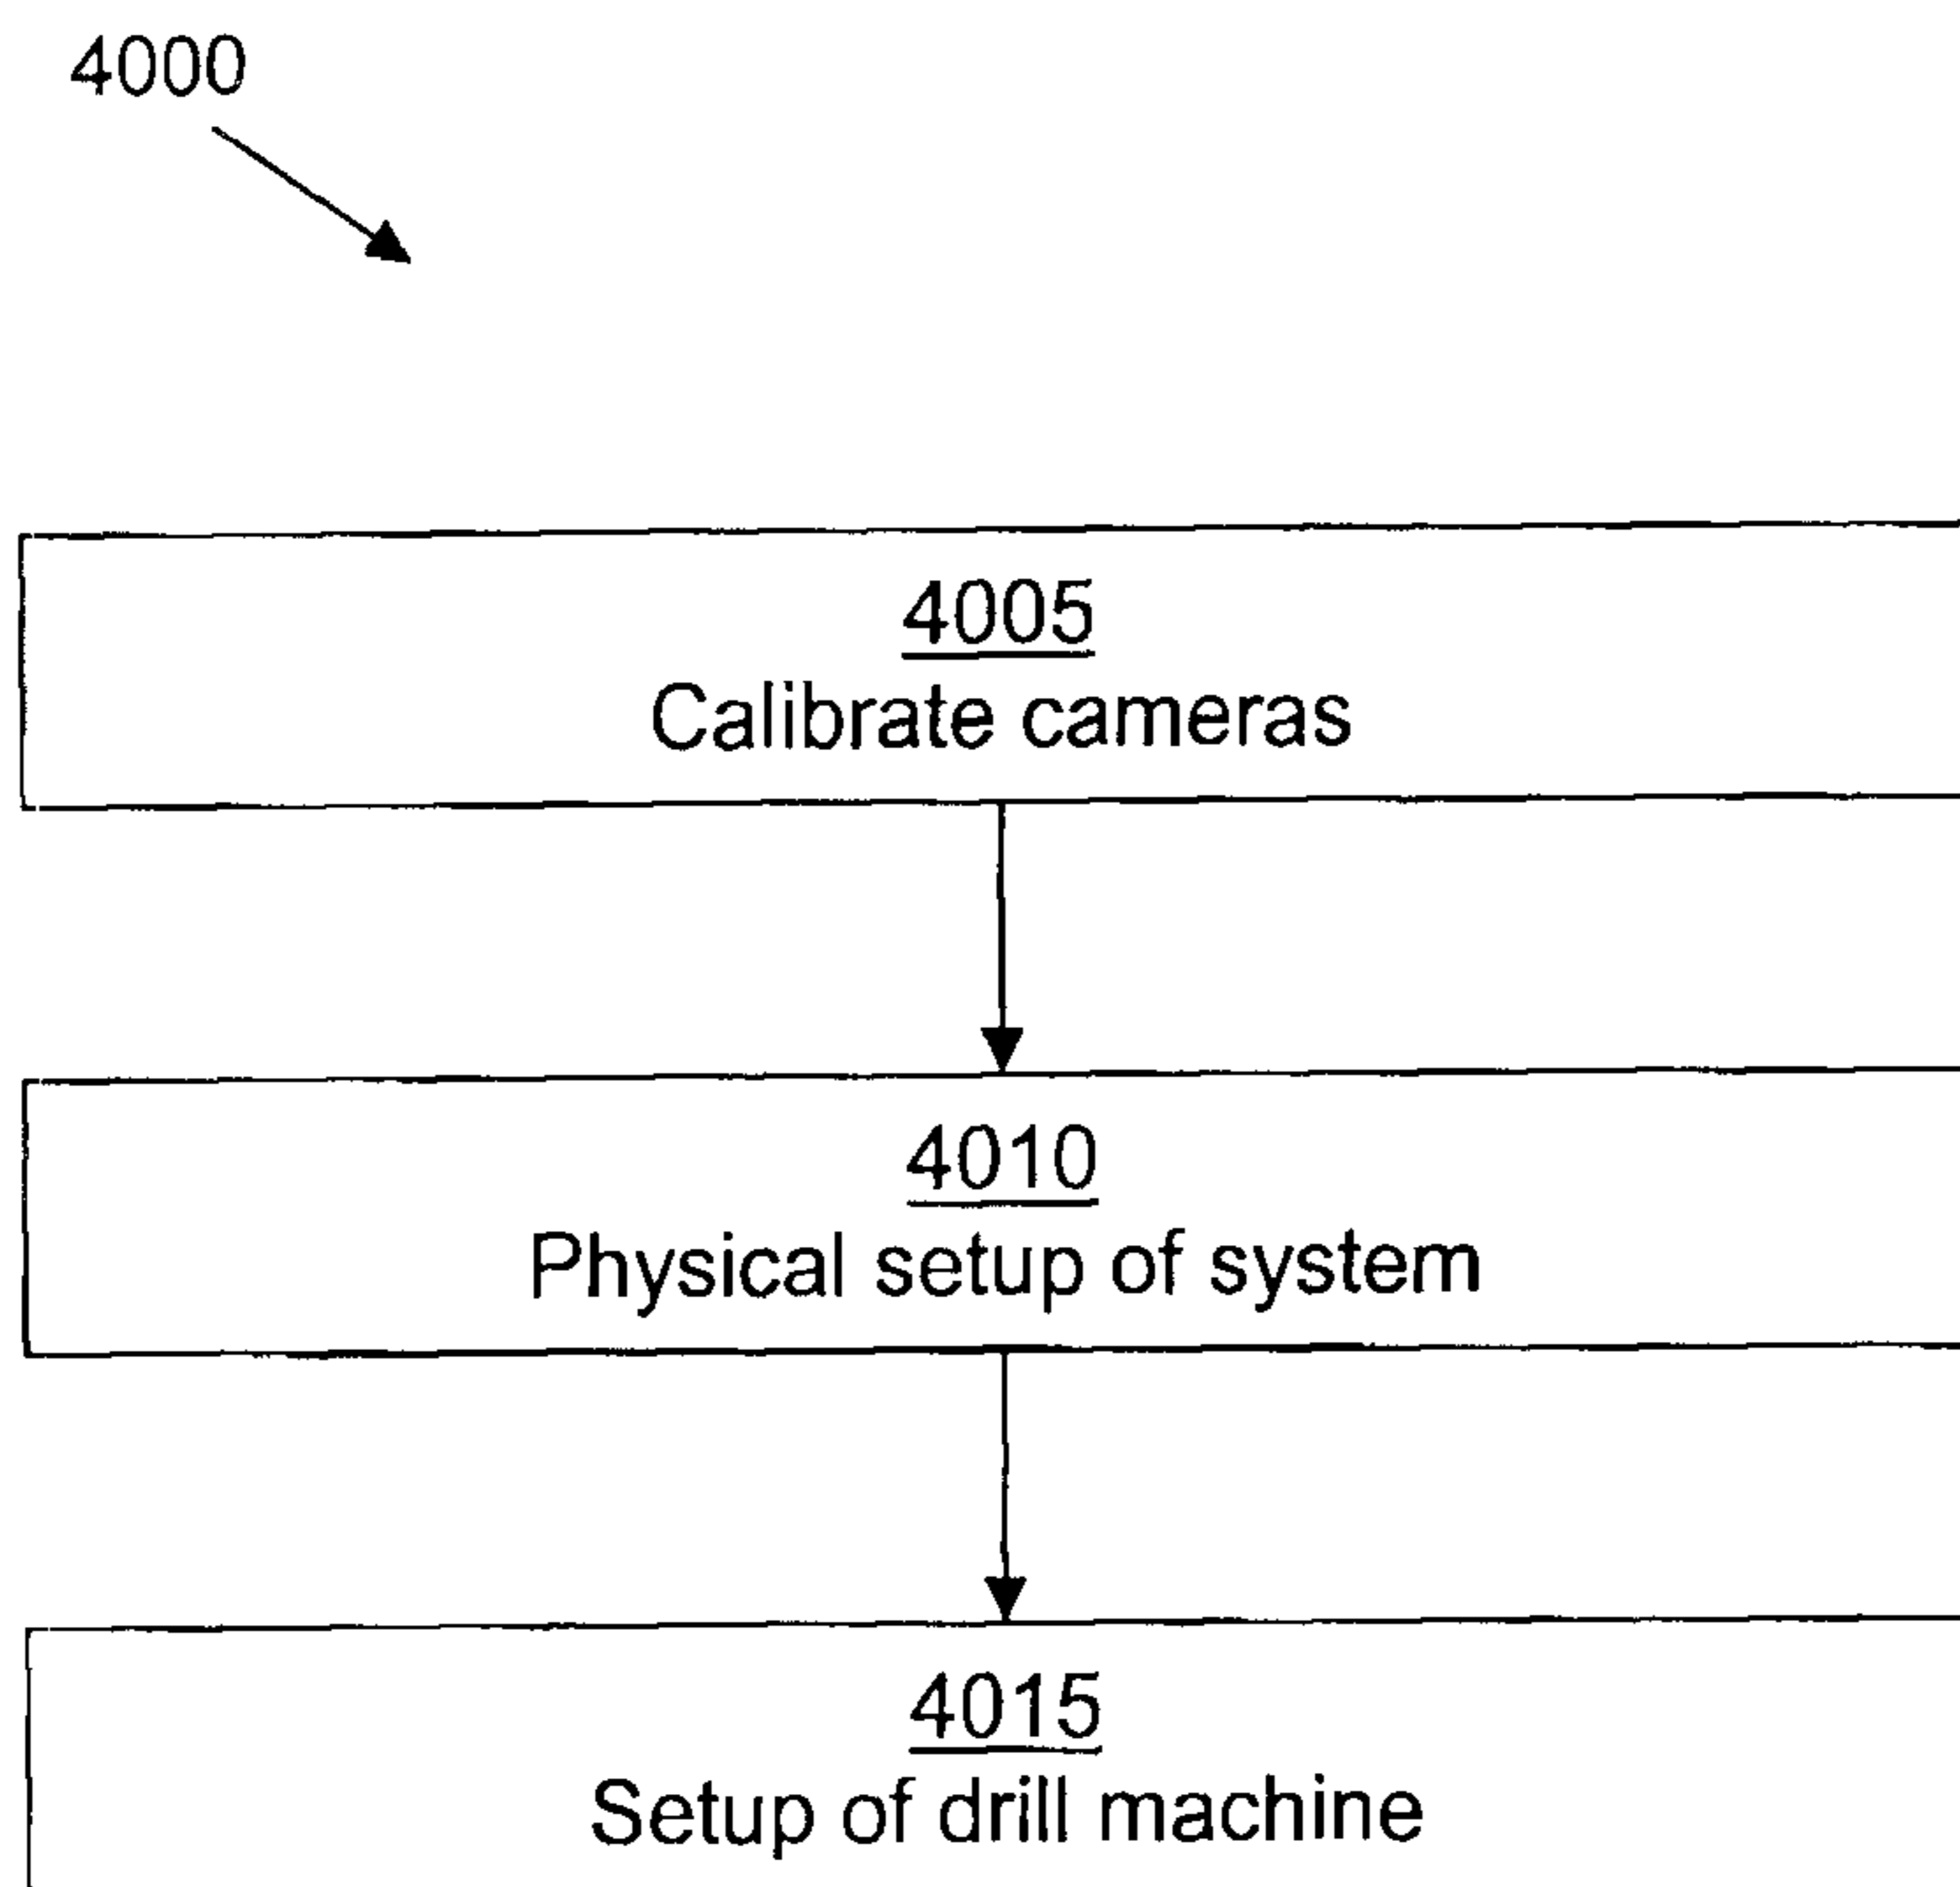 4000
4005
Calibrate cameras
4010
Physical setup of system
4015
Setup of drill machine